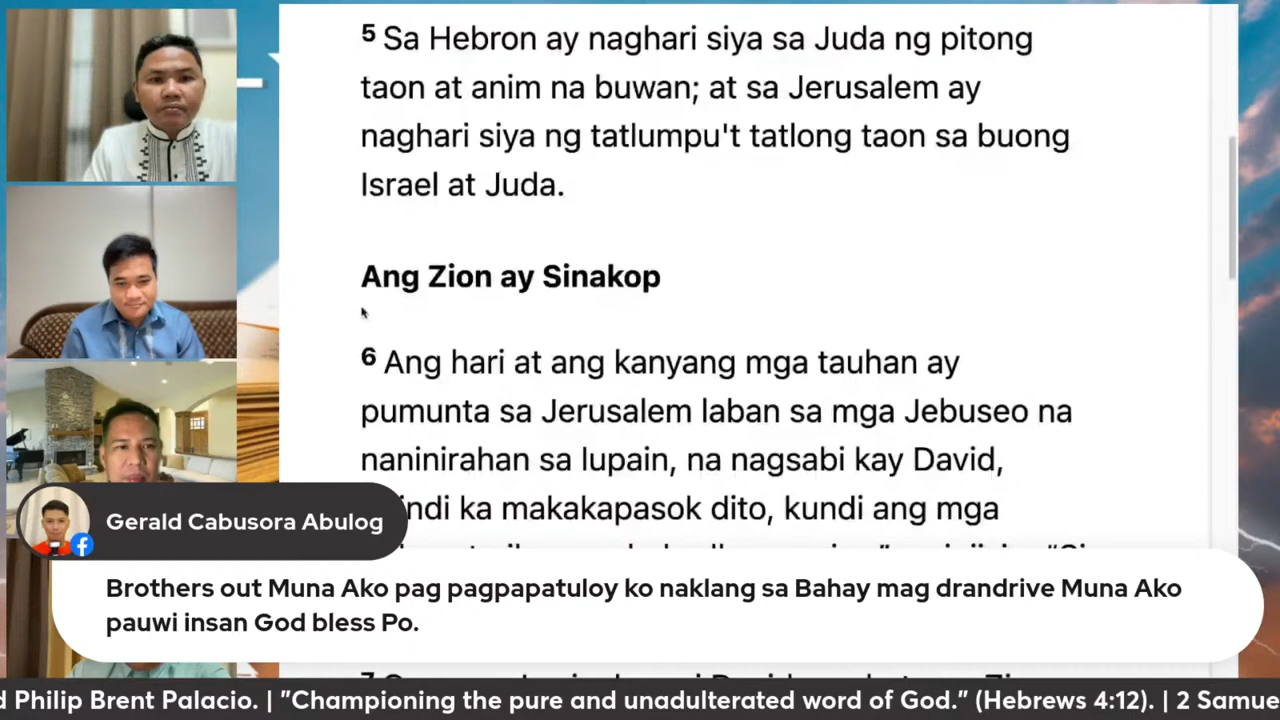 5 Sa Hebron ay naghari siya sa Juda ng pitong
taon at anim na buwan; at sa Jerusalem ay
naghari siya ng tatlumpu't tatlong taon sa buong
Israel at Juda.
Ang Zion ay Sinakop
6 Ang hari at ang kanyang mga tauhan ay
pumunta sa Jerusalem laban sa mga Jebuseo na
naninirahan sa lupain, na nagsabi kay David,
ka makakapasok dito, kundi ang mga
Gerald Cabusora Abulog
Brothers out Muna Ako pag pagpapatuloy ko naklang sa Bahay mag drandrive Muna Ako
pauwi insan God bless Po.
Philip Brent Palacio. | "Championing the pure and unadulterated word of God." (Hebrews 4:12). | 2 Samue